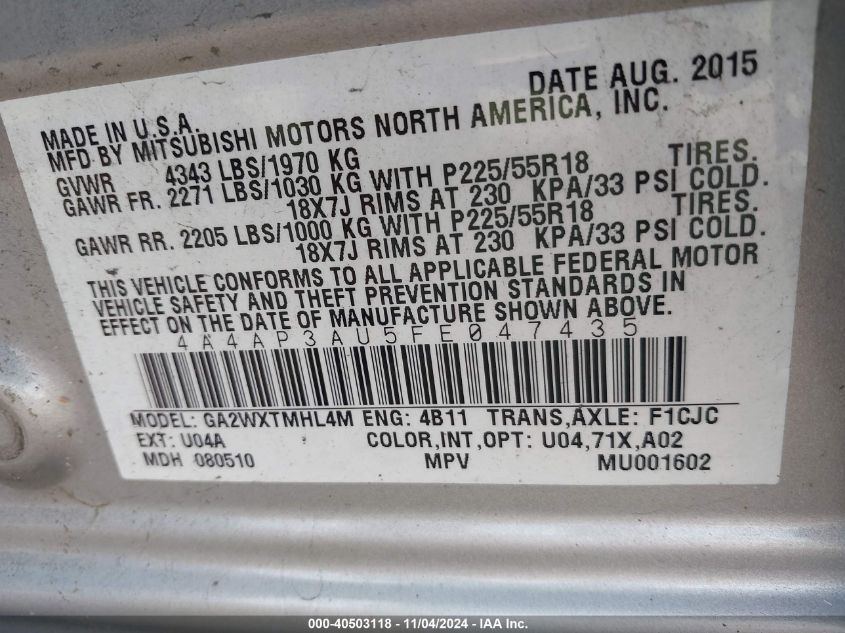 DATE AUG. 2015
MADE IN U.S.A.
MFD BY MITSUBISHI MOTORS NORTH AMERICA, INC.
GVWR 4343 LBS/1970 KG
GAWR FR. 2271 LBS/1030 KG WITH P225/55R18 TIRES.
18X7J RIMS AT 230 KPA/33 PSI COLD.
GAWR RR. 2205 LBS/1000 KG WITH P225/55R18 TIRES.
18X7J RIMS AT 230 KPA/33 PSI COLD.
THIS VEHICLE CONFORMS TO ALL APPLICABLE FEDERAL MOTOR
VEHICLE SAFETY AND THEFT PREVENTION STANDARDS IN
EFFECT ON THE DATE OF MANUFACTURE SHOWN ABOVE.
4A4AP3AU5FE047435
MODEL: GA2WXTMHL4M ENG: 4B11 TRANS,AXLE: F1CJC
EXT: U04A COLOR,INT,OPT: U04,71X,A02
MDH 080510 MPV MU001602
000-40503118 - 11/04/2024 - IAA Inc.